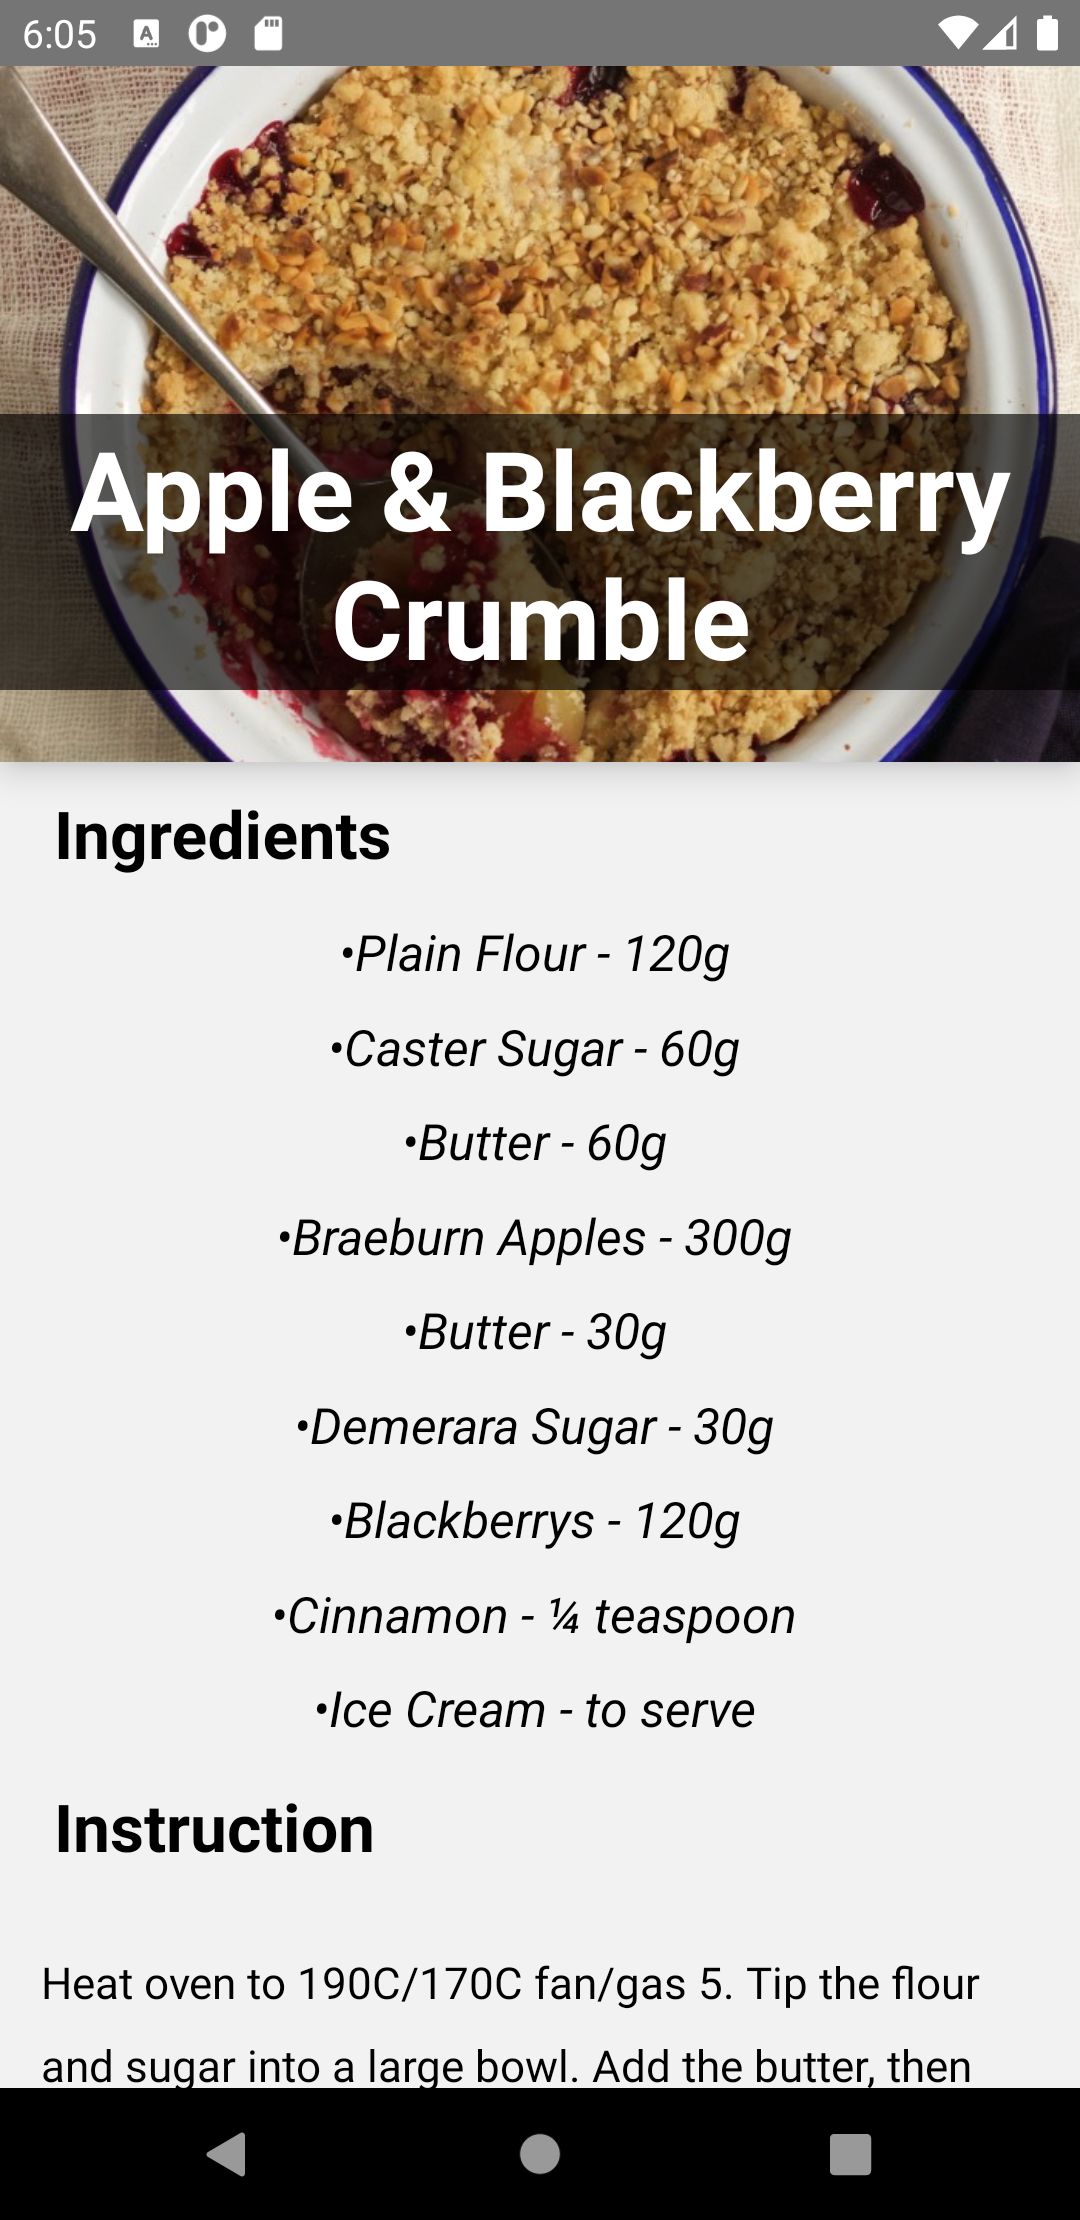 6:05
Apple & Blackberry
Crumble
Ingredients
•Plain Flour - 120g
•Caster Sugar - 60g
•Butter - 60g
•Braeburn Apples - 300g
•Butter - 30g
•Demerara Sugar - 30g
•Blackberrys - 120g
•Cinnamon - ¼ teaspoon
•Ice Cream - to serve
Instruction
Heat oven to 190C/170C fan/gas 5. Tip the flour
and sugar into a large bowl. Add the butter, then